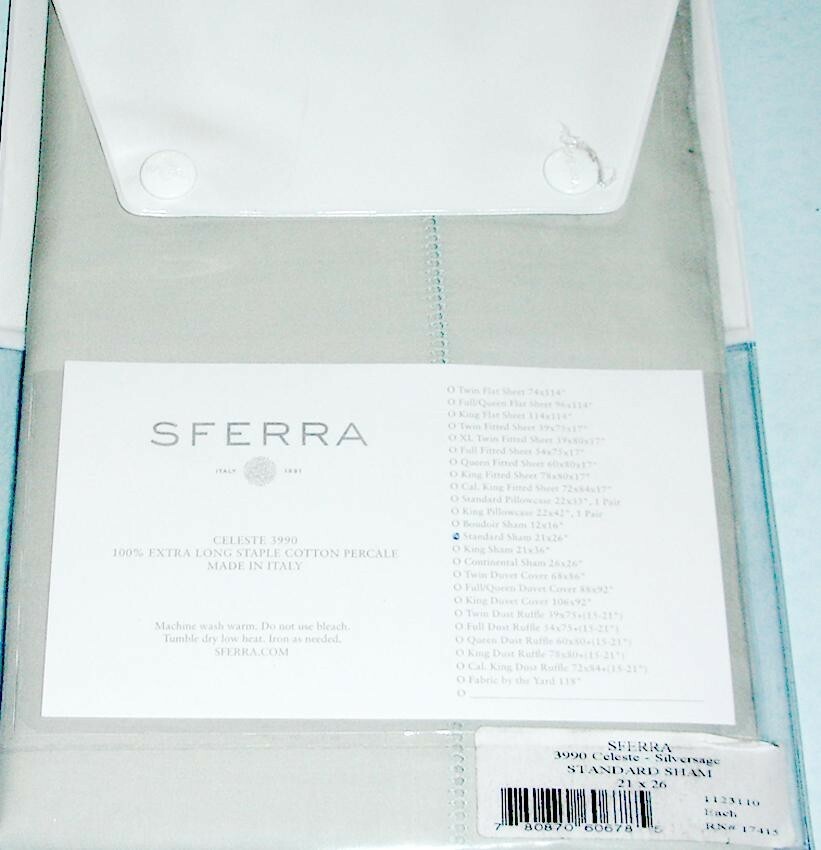 SFERRA
ITALY 1891
CELESTE 3990
100% EXTRA LONG STAPLE COTTON PERCALE
MADE IN ITALY
Machine wash warm. Do not use bleach.
Tumble dry low heat. Iron as needed.
SFERRA.COM
O Twin Flat Sheet 74x114"
O Full/Queen Flat Sheet 96x114"
O King Flat Sheet 114x114"
O Twin Fitted Sheet 39x75x17"
O XL Twin Fitted Sheet 39x80x17"
O Full Fitted Sheet 54x75x17"
O Queen Fitted Sheet 60x80x17"
O King Fitted Sheet 78x80x17"
O Cal. King Fitted Sheet 72x84x17"
O Standard Pillowcase 22x33", 1 Pair
O King Pillowcase 22x42", 1 Pair
O Boudoir Sham 12x16"
O Standard Sham 21x26"
O King Sham 21x36"
O Continental Sham 26x26"
O Twin Duvet Cover 68x86"
O Full/Queen Duvet Cover 88x92"
O King Duvet Cover 106x92"
O Twin Dust Ruffle 39x75+(15-21")
O Full Dust Ruffle 54x75+(15-21")
O Queen Dust Ruffle 60x80+(15-21")
O King Dust Ruffle 78x80+(15-21")
O Cal. King Dust Ruffle 72x84+(15-21")
O Fabric by the Yard 118"
O
SFERRA
3990 Celeste - Silversage
STANDARD SHAM
21 x 26
1123110
Each
RN# 17415
7 80870 60678 5